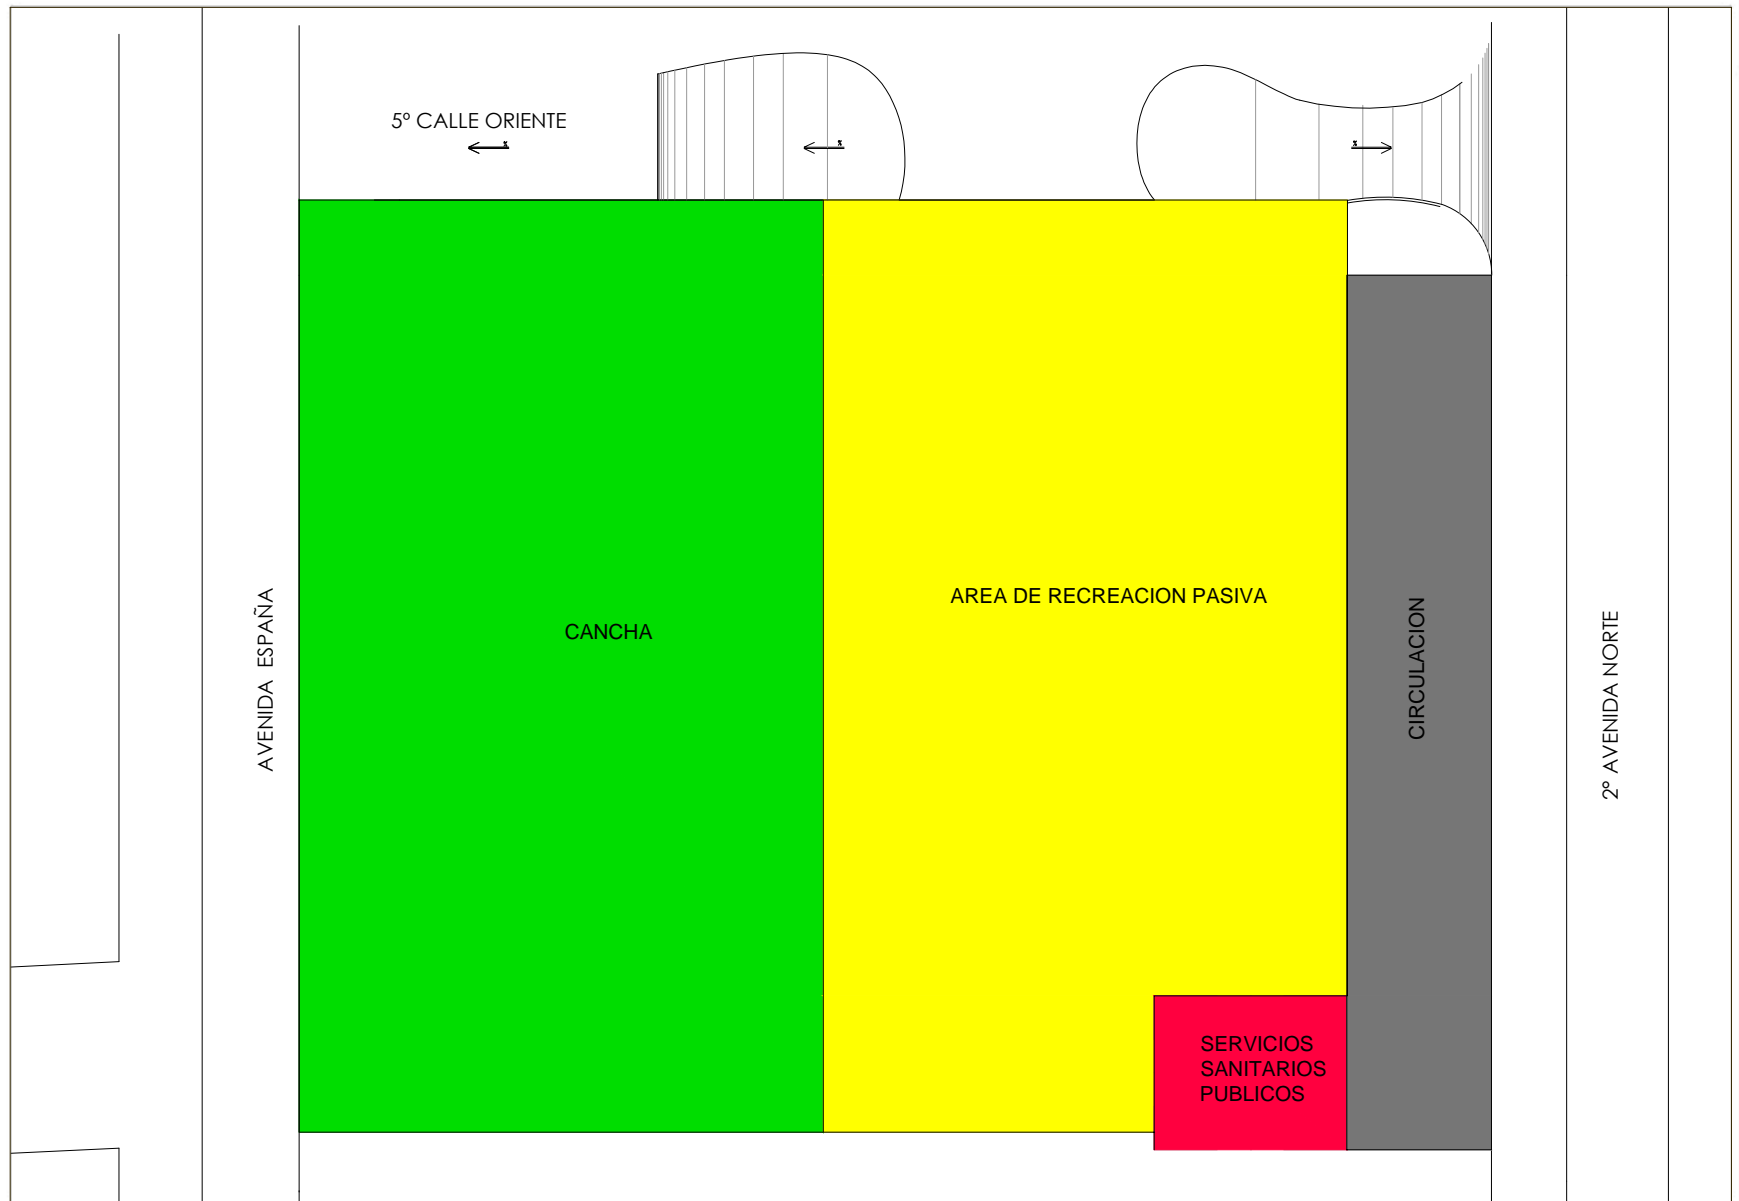 5º CALLE ORIENTE
AVENIDA ESPAÑA
CANCHA
AREA DE RECREACION PASIVA
CIRCULACION
2º AVENIDA NORTE
SERVICIOS
SANITARIOS
PUBLICOS